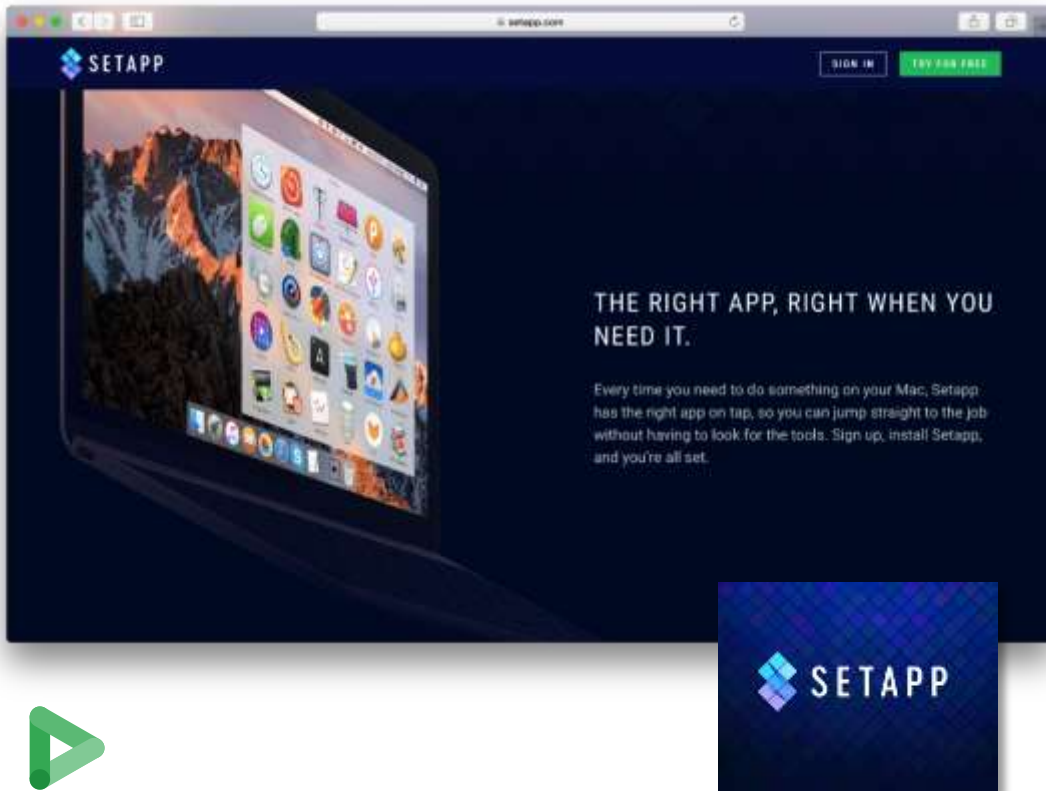 setapp.com
SETAPP
SIGN IN
TRY FOR FREE
THE RIGHT APP, RIGHT WHEN YOU
NEED IT.
Every time you need to do something on your Mac, Setapp
has the right app on tap, so you can jump straight to the job
without having to look for the tools. Sign up, install Setapp,
and you're all set.
SETAPP